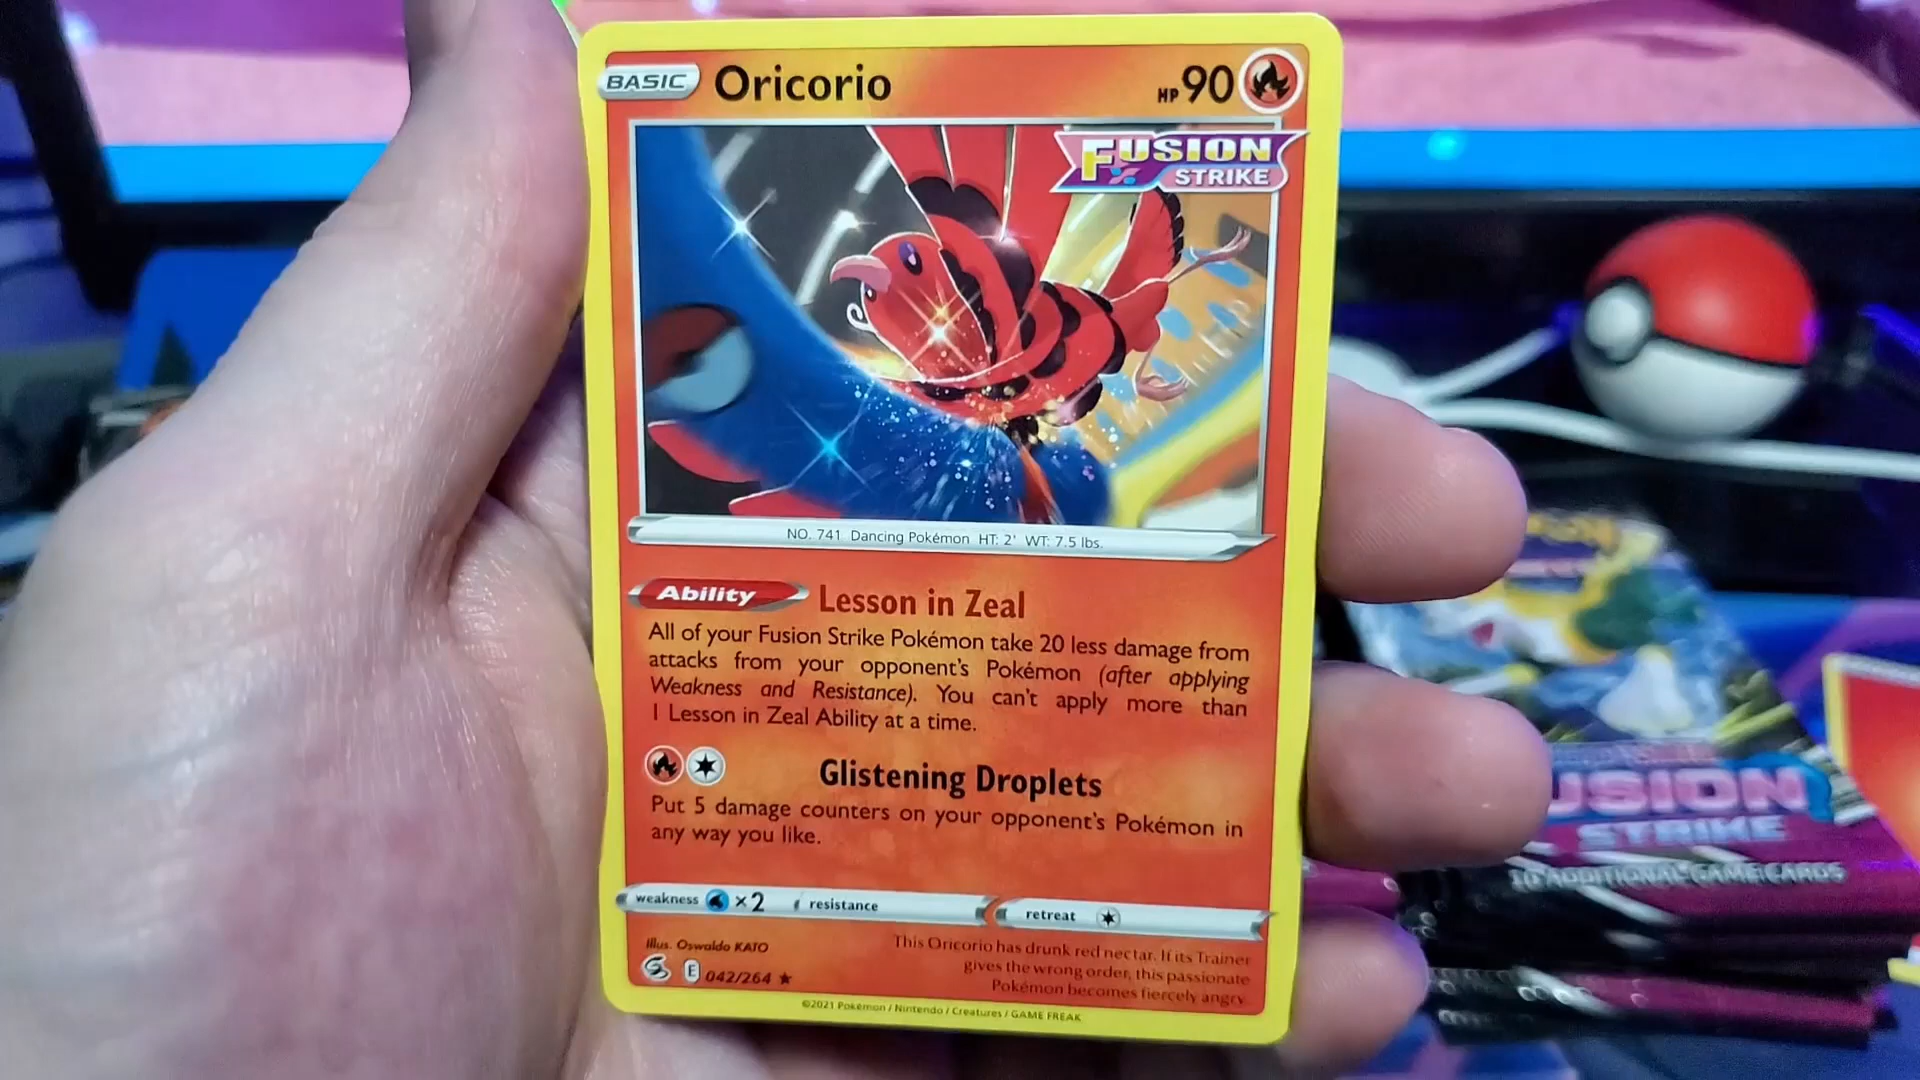 BASIC Oricorio HP 90
FUSION
STRIKE
NO. 741 Dancing Pokémon HT: 2' WT: 7.5 lbs.
Ability Lesson in Zeal
All of your Fusion Strike Pokémon take 20 less damage from
attacks from your opponent's Pokémon (after applying
Weakness and Resistance). You can't apply more than
1 Lesson in Zeal Ability at a time.
Glistening Droplets
Put 5 damage counters on your opponent's Pokémon in
any way you like.
weakness ×2 resistance retreat
Illus. Oswaldo KATO
E 042/264 ★
This Oricorio has drunk red nectar. If its Trainer
gives the wrong order, this passionate
Pokémon becomes fiercely angry.
©2021 Pokémon / Nintendo / Creatures / GAME FREAK
USION
STRIKE
10 ADDITIONAL GAME CARDS